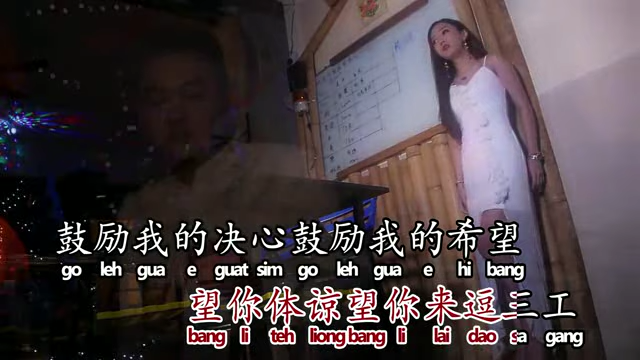 鼓励我的决心鼓励我的希望
go leh gua e guat sim go leh gua e hi bang
望你体谅望你来逗三工
bang li teh liong bang li lai dao sa gang